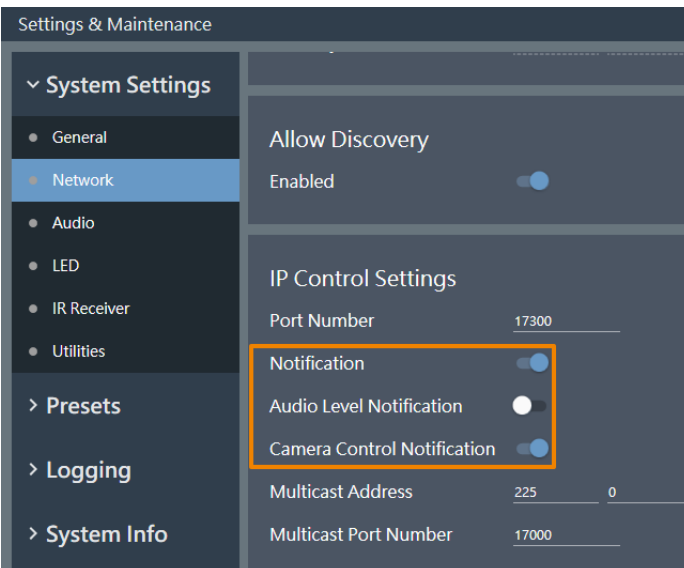 Settings & Maintenance
System Settings
General
Network
Audio
LED
IR Receiver
Utilities
Presets
Logging
System Info
Allow Discovery
Enabled
IP Control Settings
Port Number 17300
Notification
Audio Level Notification
Camera Control Notification
Multicast Address 225 0
Multicast Port Number 17000